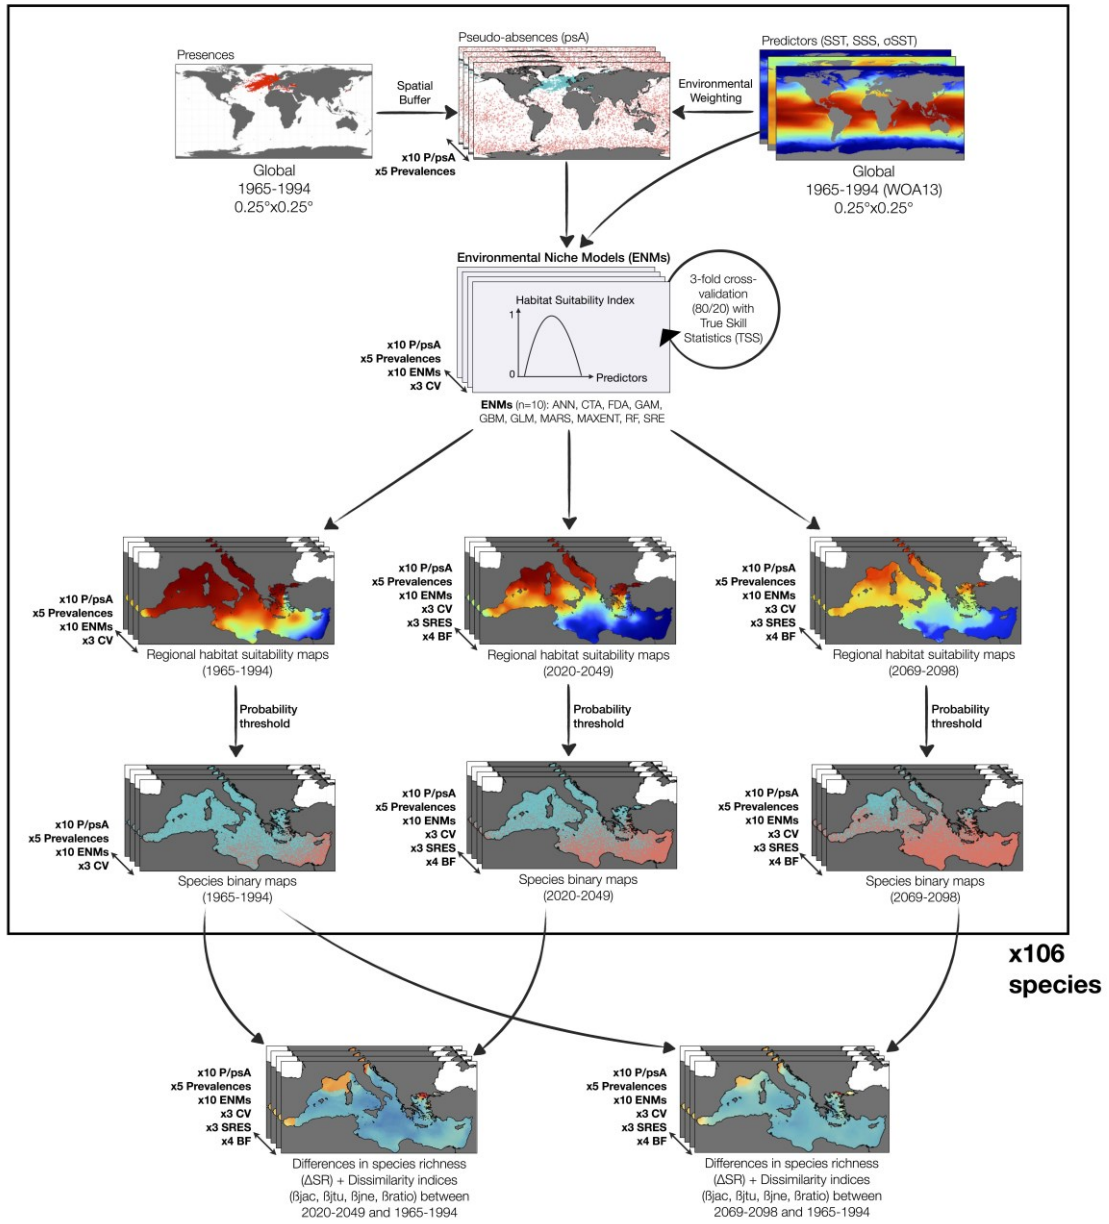 Presences
Pseudo-absences (psA)
Predictors (SST, SSS, σSST)
Spatial
Buffer
Environmental
Weighting
x10 P/psA
x5 Prevalences
Global
1965-1994
0.25°x0.25°
Global
1965-1994 (WOA13)
0.25°x0.25°
Environmental Niche Models (ENMs)
Habitat Suitability Index
1
0
Predictors
3-fold cross-
validation
(80/20) with
True Skill
Statistics (TSS)
x10 P/psA
x5 Prevalences
x10 ENMs
x3 CV
ENMs (n=10): ANN, CTA, FDA, GAM,
GBM, GLM, MARS, MAXENT, RF, SRE
x10 P/psA
x5 Prevalences
x10 ENMs
x3 CV
Regional habitat suitability maps
(1965-1994)
x10 P/psA
x5 Prevalences
x10 ENMs
x3 CV
x3 SRES
x4 BF
Regional habitat suitability maps
(2020-2049)
x10 P/psA
x5 Prevalences
x10 ENMs
x3 CV
x3 SRES
x4 BF
Regional habitat suitability maps
(2069-2098)
Probability
threshold
Probability
threshold
Probability
threshold
x10 P/psA
x5 Prevalences
x10 ENMs
x3 CV
Species binary maps
(1965-1994)
x10 P/psA
x5 Prevalences
x10 ENMs
x3 CV
x3 SRES
x4 BF
Species binary maps
(2020-2049)
x10 P/psA
x5 Prevalences
x10 ENMs
x3 CV
x3 SRES
x4 BF
Species binary maps
(2069-2098)
x106
species
x10 P/psA
x5 Prevalences
x10 ENMs
x3 CV
x3 SRES
x4 BF
Differences in species richness
(ΔSR) + Dissimilarity indices
(βjac, βjtu, βjne, βratio) between
2020-2049 and 1965-1994
x10 P/psA
x5 Prevalences
x10 ENMs
x3 CV
x3 SRES
x4 BF
Differences in species richness
(ΔSR) + Dissimilarity indices
(βjac, βjtu, βjne, βratio) between
2069-2098 and 1965-1994